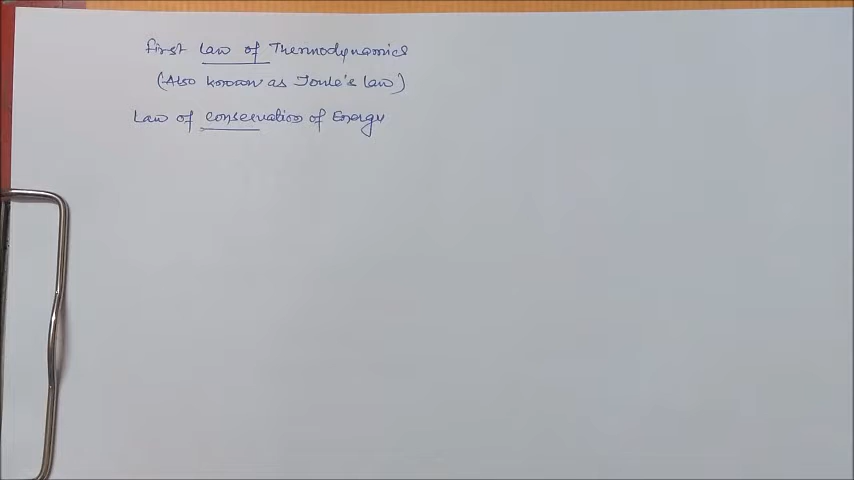 First Law of Thermodynamics
(Also known as Joule's Law)
Law of conservation of Energy